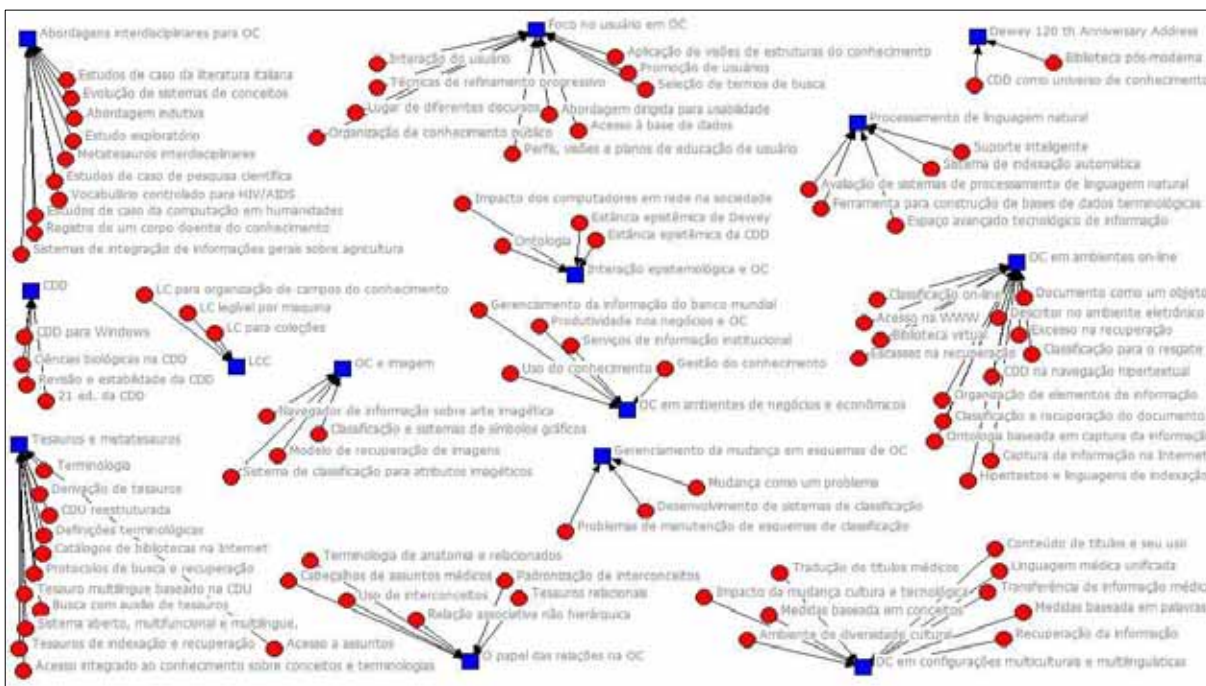 Abordagens interdisciplinares para OC
Estudos de caso da literatura italiana
Evolução de sistemas de conceitos
Abordagem indutiva
Estudo exploratório
Metatesauros interdisciplinares
Estudos de caso de pesquisa científica
Vocabulário controlado para HIV/AIDS
Estudos de caso da computação em humanidades
Registro de um corpo doente do conhecimento
Sistemas de integração de informações gerais sobre agricultura
Foco no usuário em OC
Interação do usuário
Técnicas de refinamento progressivo
Lugar de diferentes discursos
Organização da conhecimento público
Aplicação de visões de estruturas do conhecimento
Promoção de usuários
Seleção de termos de busca
Abordagem dirigida para usabilidade
Acesso à base de dados
Perfis, visões e planos de educação de usuário
Dewey 120 th Anniversary Address
Biblioteca pós-moderna
CDD como universo de conhecimento
Processamento de linguagem natural
Suporte inteligente
Sistema de indexação automática
Avaliação de sistemas de processamento de linguagem natural
Ferramenta para construção de bases de dados terminológicas
Espaço avançado tecnológico de informação
Impacto dos computadores em rede na sociedade
Estância epistêmica de Dewey
Estância epistêmica da CDD
Ontologia
Interação epistemológica e OC
CDD
CDD para Windows
Ciências biológicas na CDD
Revisão e estabilidade da CDD
21 ed. da CDD
LC para organização de campos do conhecimento
LC legível por maquina
LC para coleções
LCC
OC e imagem
Navegador de informação sobre arte imagética
Classificação e sistemas de símbolos gráficos
Modelo de recuperação de imagens
Sistema de classificação para atributos imagéticos
Gerenciamento da informação do banco mundial
Produtividade nos negócios e OC
Serviços de informação institucional
Uso do conhecimento
Gestão do conhecimento
OC em ambientes de negócios e econômicos
OC em ambientes on-line
Classificação on-line
Documento como um objeto
Acesso na WWW
Descritor no ambiente eletrônico
Biblioteca virtual
Excesso na recuperação
Escassez na recuperação
Classificação para o resgate
CDD na navegação hipertextual
Organização de elementos de informação
Classificação e recuperação do documento
Ontologia baseada em captura da informação
Captura da informação na Internet
Hipertextos e linguagens de indexação
Tesauros e metatesauros
Terminologia
Derivação de tesauros
CDU reestruturada
Definições terminológicas
Catálogos de bibliotecas na Internet
Protocolos de busca e recuperação
Tesauro multilíngue baseado na CDU
Busca com auxílio de tesauros
Sistema aberto, multifuncional e multilíngue,
Tesauros de indexação e recuperação
Acesso a assuntos
Acesso integrado ao conhecimento sobre conceitos e terminologias
Gerenciamento da mudança em esquemas de OC
Mudança como um problema
Desenvolvimento de sistemas de classificação
Problemas de manutenção de esquemas de classificação
Terminologia de anatomia e relacionados
Cabeçalhos de assuntos médicos
Padronização de interconceitos
Uso de interconceitos
Tesauros relacionais
Relação associative não hierárquica
O papel das relações na OC
Conteúdo de títulos e seu uso
Tradução de títulos médicos
Linguagem médica unificada
Impacto da mudança cultura e tecnológica
Transferência de informação médica
Medidas baseada em conceitos
Medidas baseada em palavras
Ambiente de diversidade cultural
Recuperação da informação
OC em configurações multiculturais e multilinguísticas